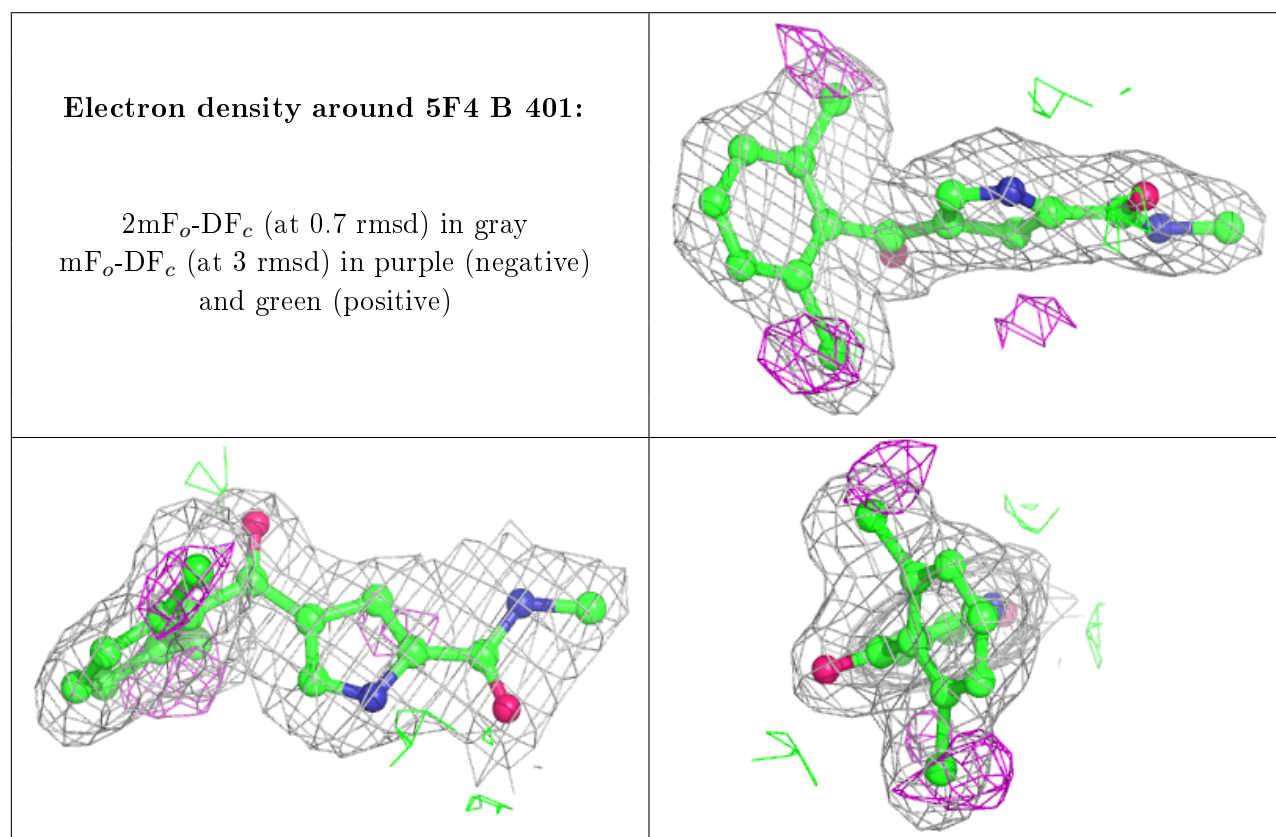 Electron density around 5F4 B 401:
2mFₒ-DF𝒸 (at 0.7 rmsd) in gray
mFₒ-DF𝒸 (at 3 rmsd) in purple (negative)
and green (positive)